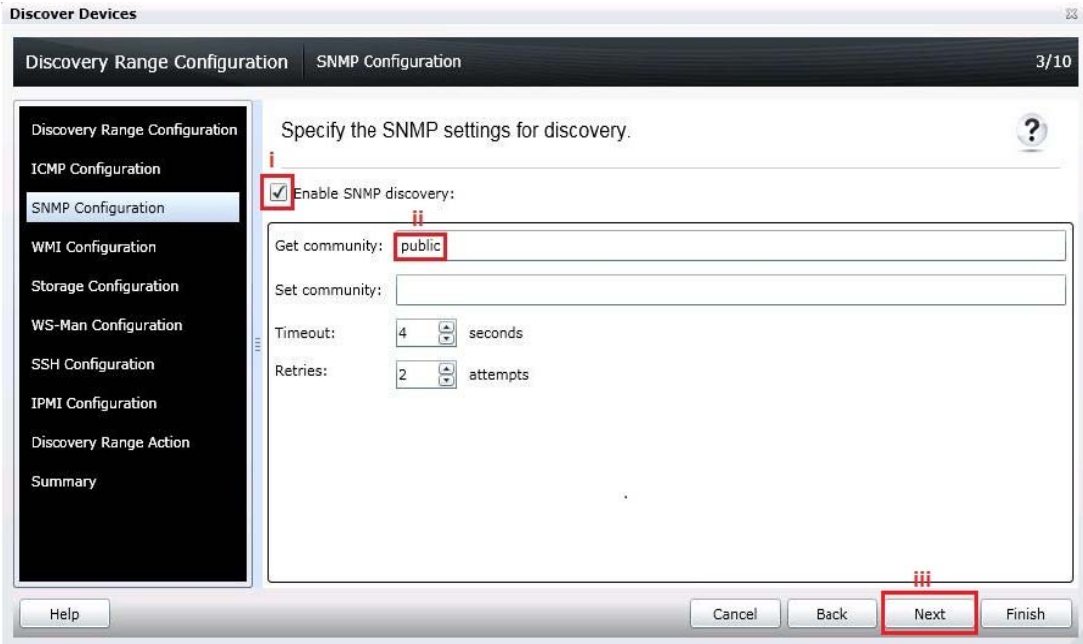 Discover Devices
Discovery Range Configuration SNMP Configuration 3/10
Discovery Range Configuration
ICMP Configuration
SNMP Configuration
WMI Configuration
Storage Configuration
WS-Man Configuration
SSH Configuration
IPMI Configuration
Discovery Range Action
Summary
Specify the SNMP settings for discovery. ?
i
Enable SNMP discovery:
ii
Get community: public
Set community:
Timeout: 4 seconds
Retries: 2 attempts
iii
Help Cancel Back Next Finish